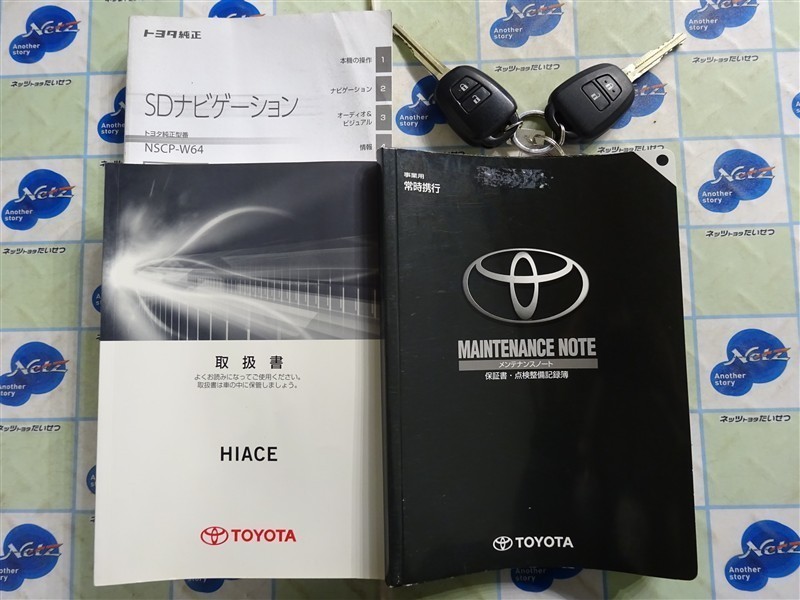 トヨタ純正
SDナビゲーション
トヨタ純正型番
NSCP-W64
本機の操作 1
ナビゲーション 2
オーディオ&
ビジュアル 3
情報
取扱書
よくお読みになってご使用ください。
取扱書は車の中に保管しましょう。
HIACE
TOYOTA
事業用
常時携行
MAINTENANCE NOTE
メンテナンスノート
保証書・点検整備記録簿
TOYOTA
Netz
Another
story
ネッツトヨタだいせつ